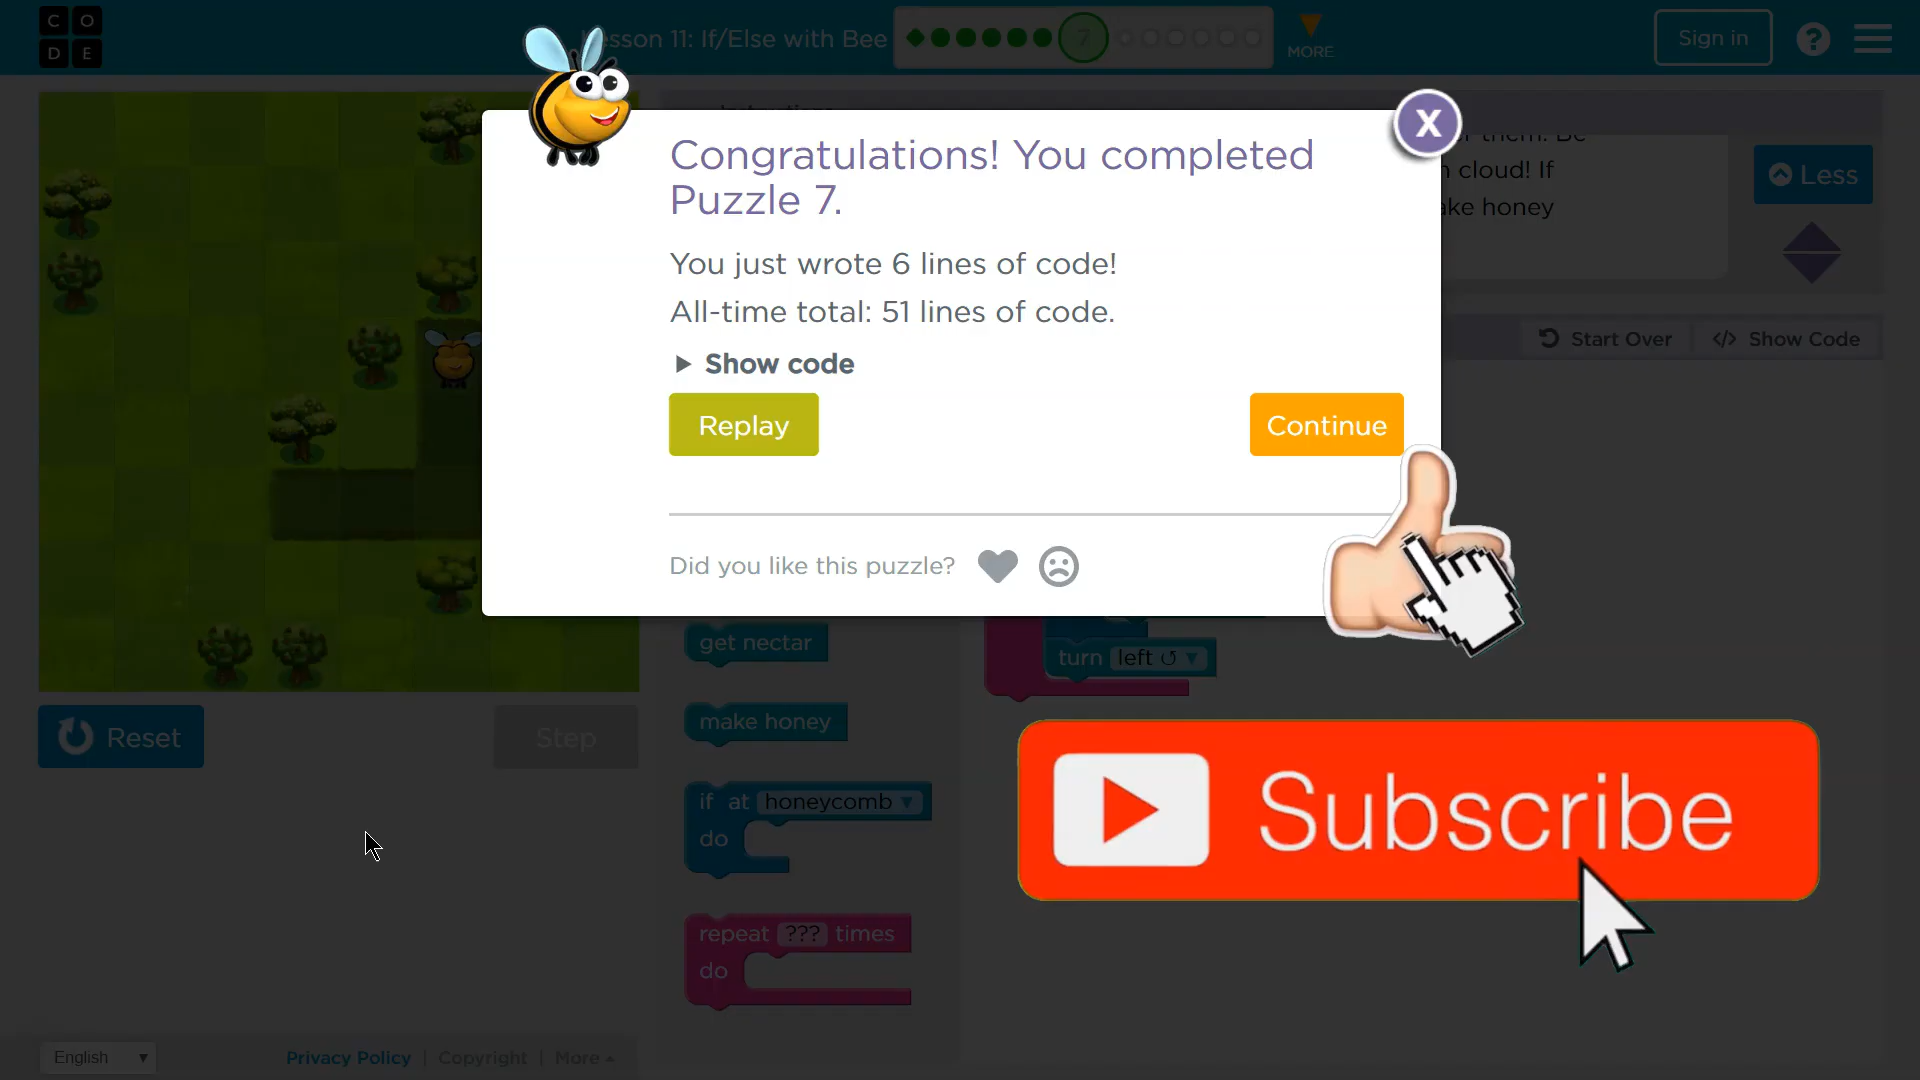 C O
D E
sson 11: If/Else with Bee
7
MORE
Sign in
?
X
Congratulations! You completed
Puzzle 7.
cloud! If
ke honey
Less
You just wrote 6 lines of code!
All-time total: 51 lines of code.
Show code
Start Over
</> Show Code
Replay
Continue
Did you like this puzzle?
get nectar
turn left
make honey
Reset
Step
if at honeycomb
do
Subscribe
repeat ??? times
do
English
Privacy Policy | Copyright | More